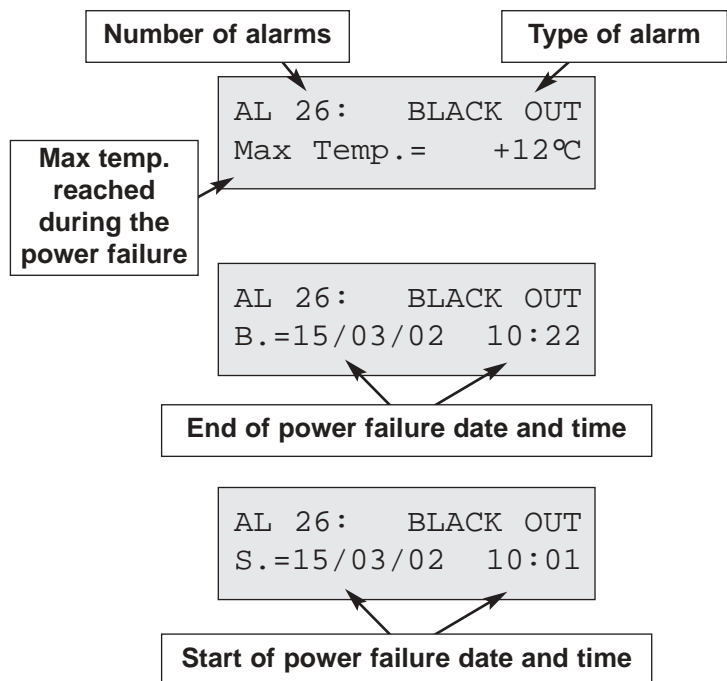 Number of alarms
Type of alarm
AL 26: BLACK OUT
Max Temp.= +12°C
Max temp.
reached
during the
power failure
AL 26: BLACK OUT
B.=15/03/02 10:22
End of power failure date and time
AL 26: BLACK OUT
S.=15/03/02 10:01
Start of power failure date and time